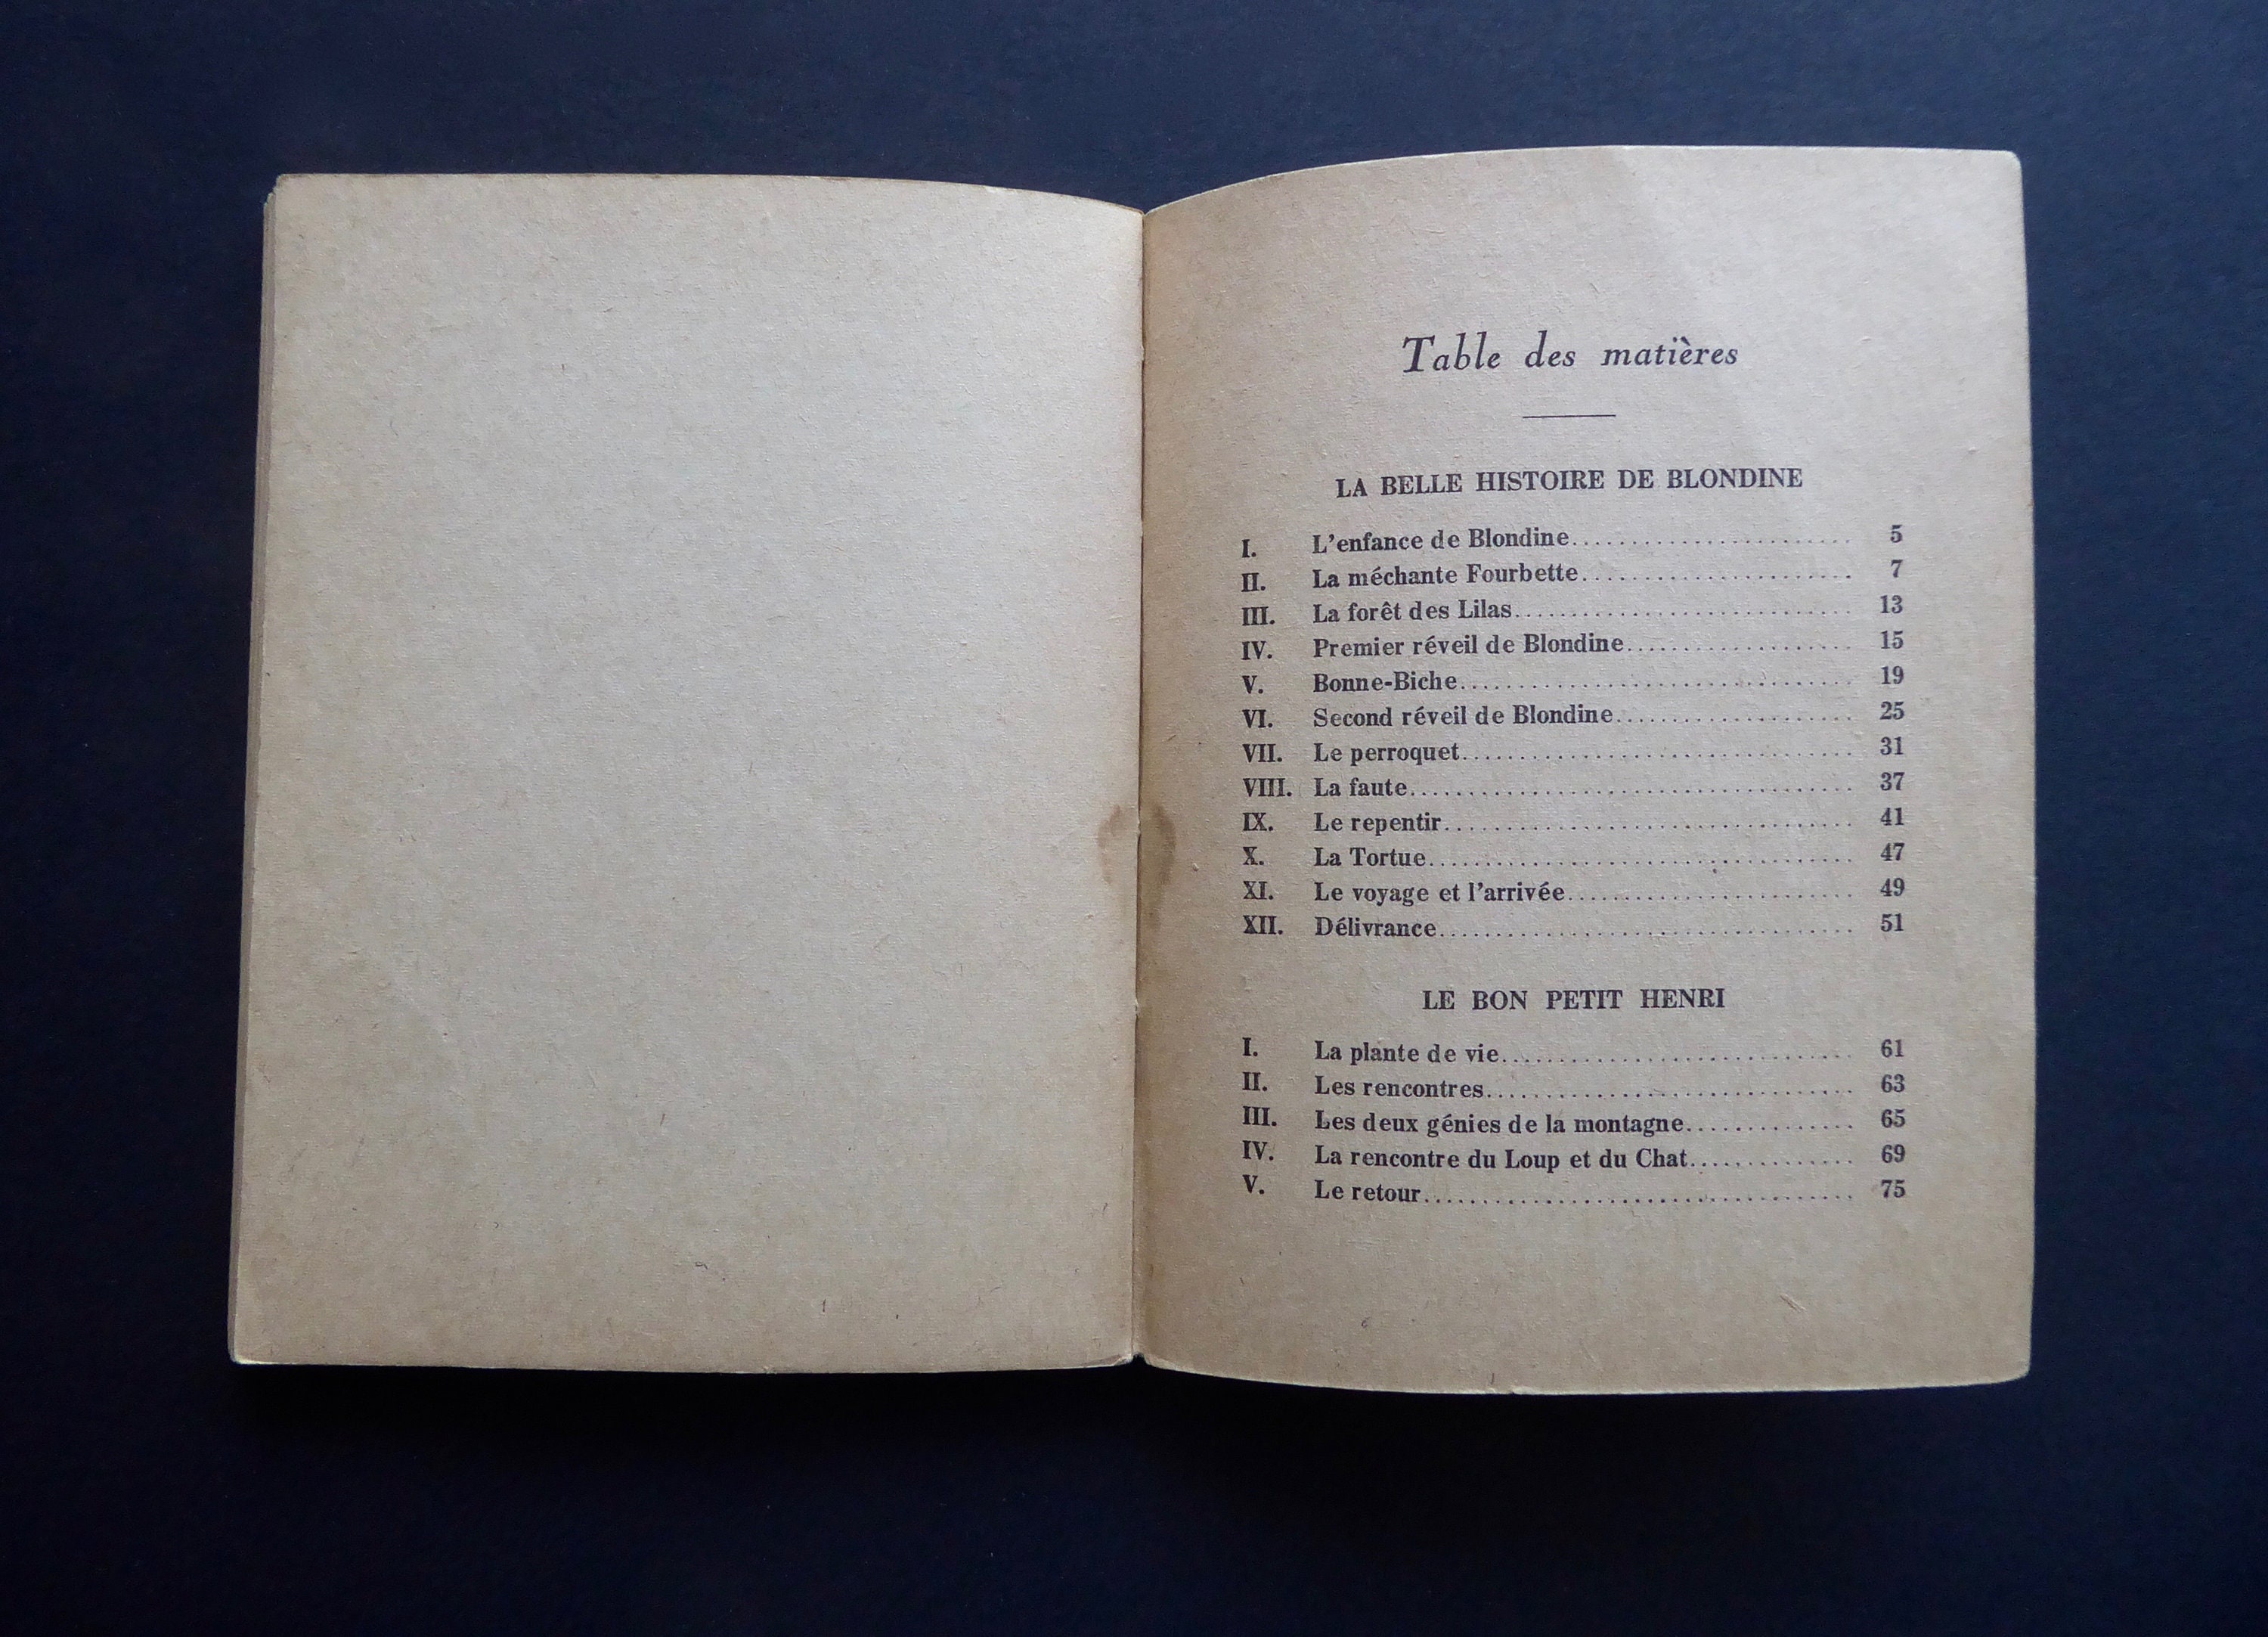 Table des matières
LA BELLE HISTOIRE DE BLONDINE
I. L'enfance de Blondine........................ 5
II. La méchante Fourbette....................... 7
III. La forêt des Lilas............................. 13
IV. Premier réveil de Blondine................... 15
V. Bonne-Biche.................................. 19
VI. Second réveil de Blondine.................... 25
VII. Le perroquet.................................. 31
VIII. La faute...................................... 37
IX. Le repentir................................... 41
X. La Tortue.................................... 47
XI. Le voyage et l'arrivée........................ 49
XII. Délivrance................................... 51
LE BON PETIT HENRI
I. La plante de vie.............................. 61
II. Les rencontres............................... 63
III. Les deux génies de la montagne.............. 65
IV. La rencontre du Loup et du Chat.............. 69
V. Le retour..................................... 75